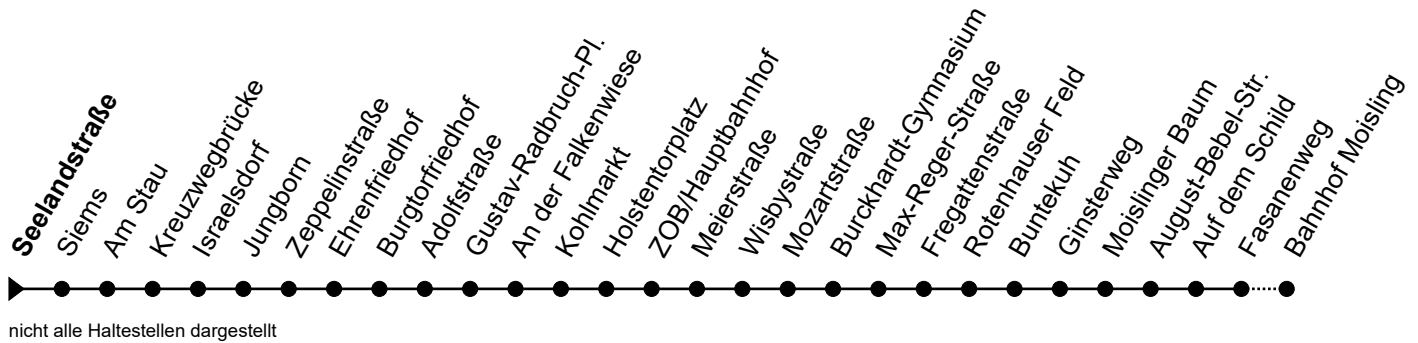 Seelandstraße
Siems
Am Stau
Kreuzwegbrücke
Israelsdorf
Jungborn
Zeppelinstraße
Ehrenfriedhof
Burgtorfriedhof
Adolfstraße
Gustav-Radbruch-Pl.
An der Falkenwiese
Kohlmarkt
Holstentorplatz
ZOB/Hauptbahnhof
Meierstraße
Wisbystraße
Mozartstraße
Burckhardt-Gymnasium
Max-Reger-Straße
Fregattenstraße
Rotenhauser Feld
Buntekuh
Ginsterweg
Moislinger Baum
August-Bebel-Str.
Auf dem Schild
Fasanenweg
Bahnhof Moisling
nicht alle Haltestellen dargestellt